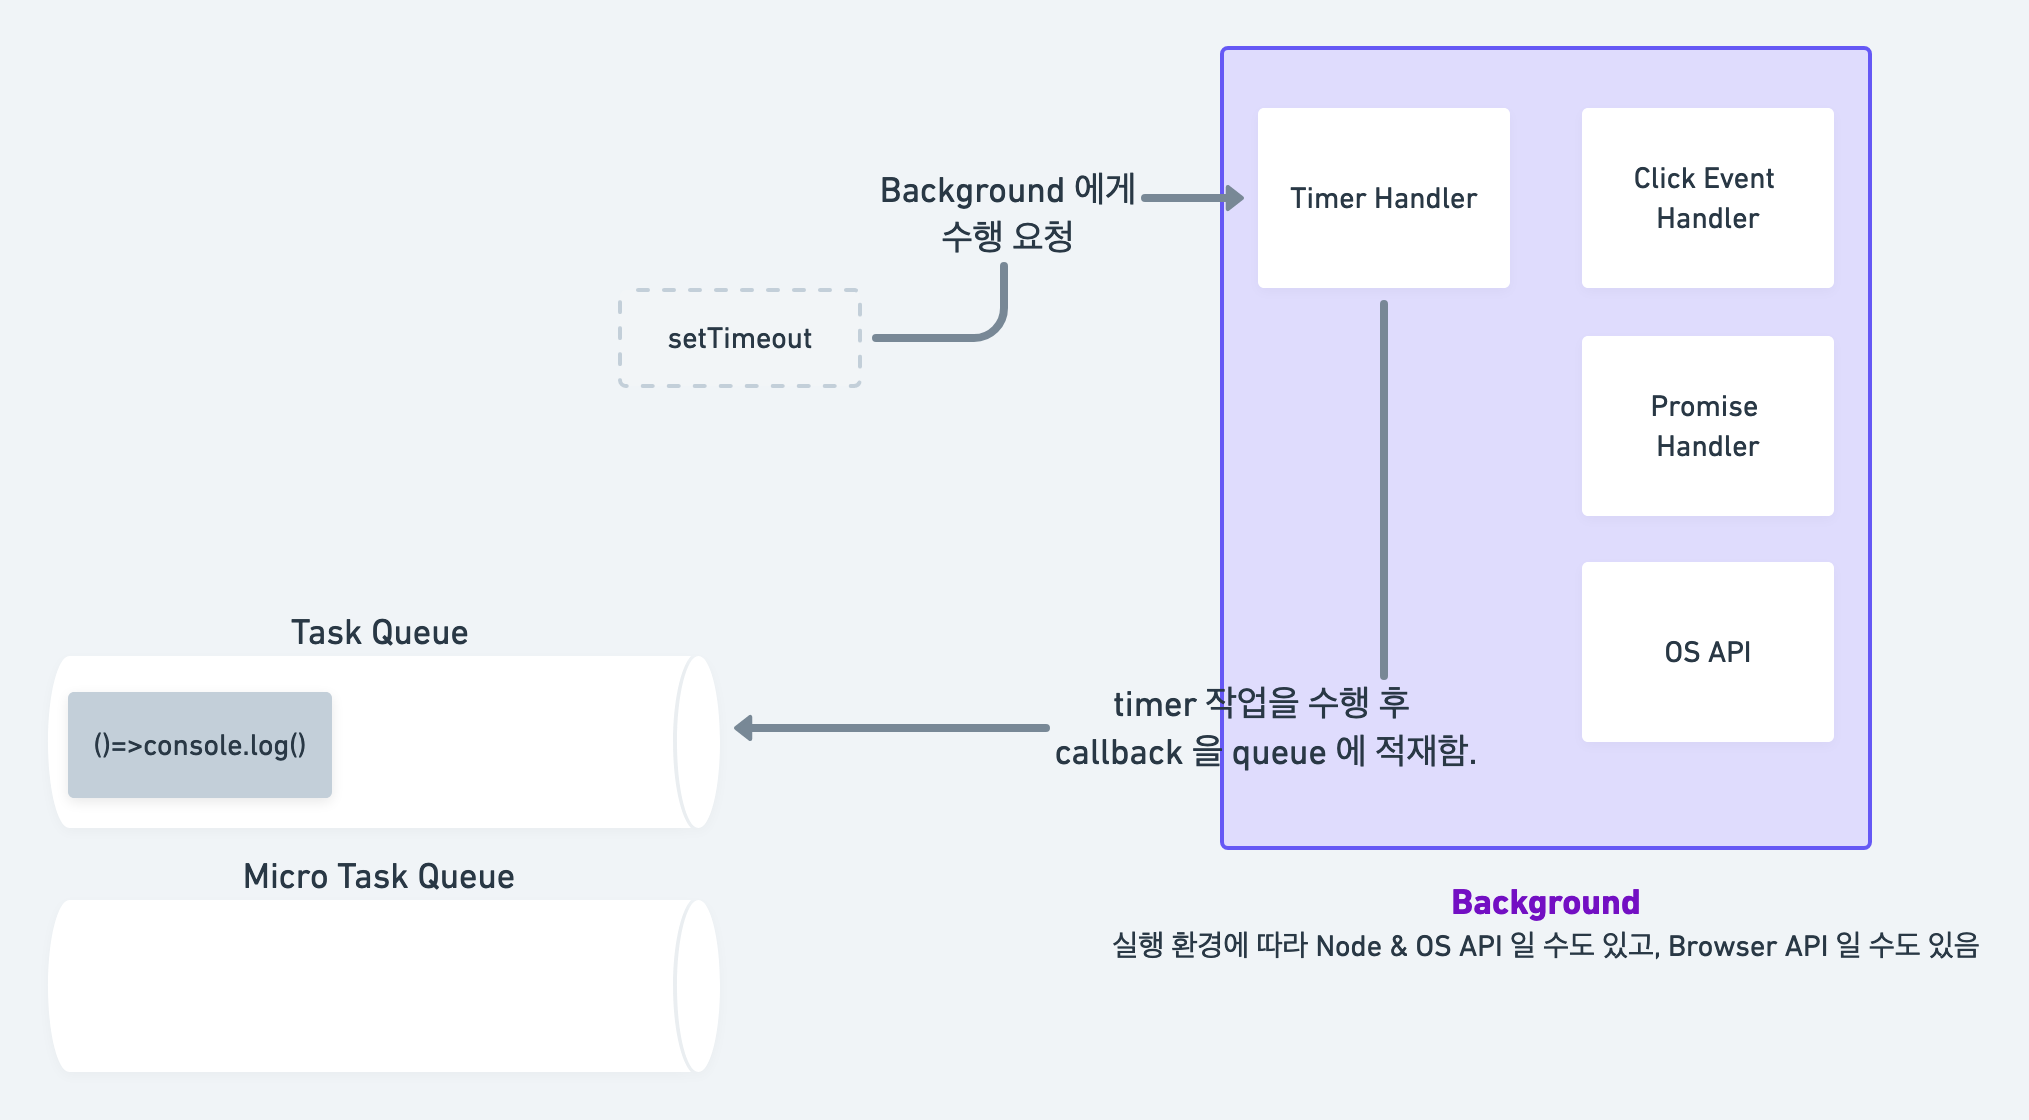 Background 에게
수행 요청
setTimeout
Timer Handler
Click Event
Handler
Promise
Handler
OS API
timer 작업을 수행 후
callback 을 queue 에 적재함.
Task Queue
()=>console.log()
Micro Task Queue
Background
실행 환경에 따라 Node & OS API 일 수도 있고, Browser API 일 수도 있음